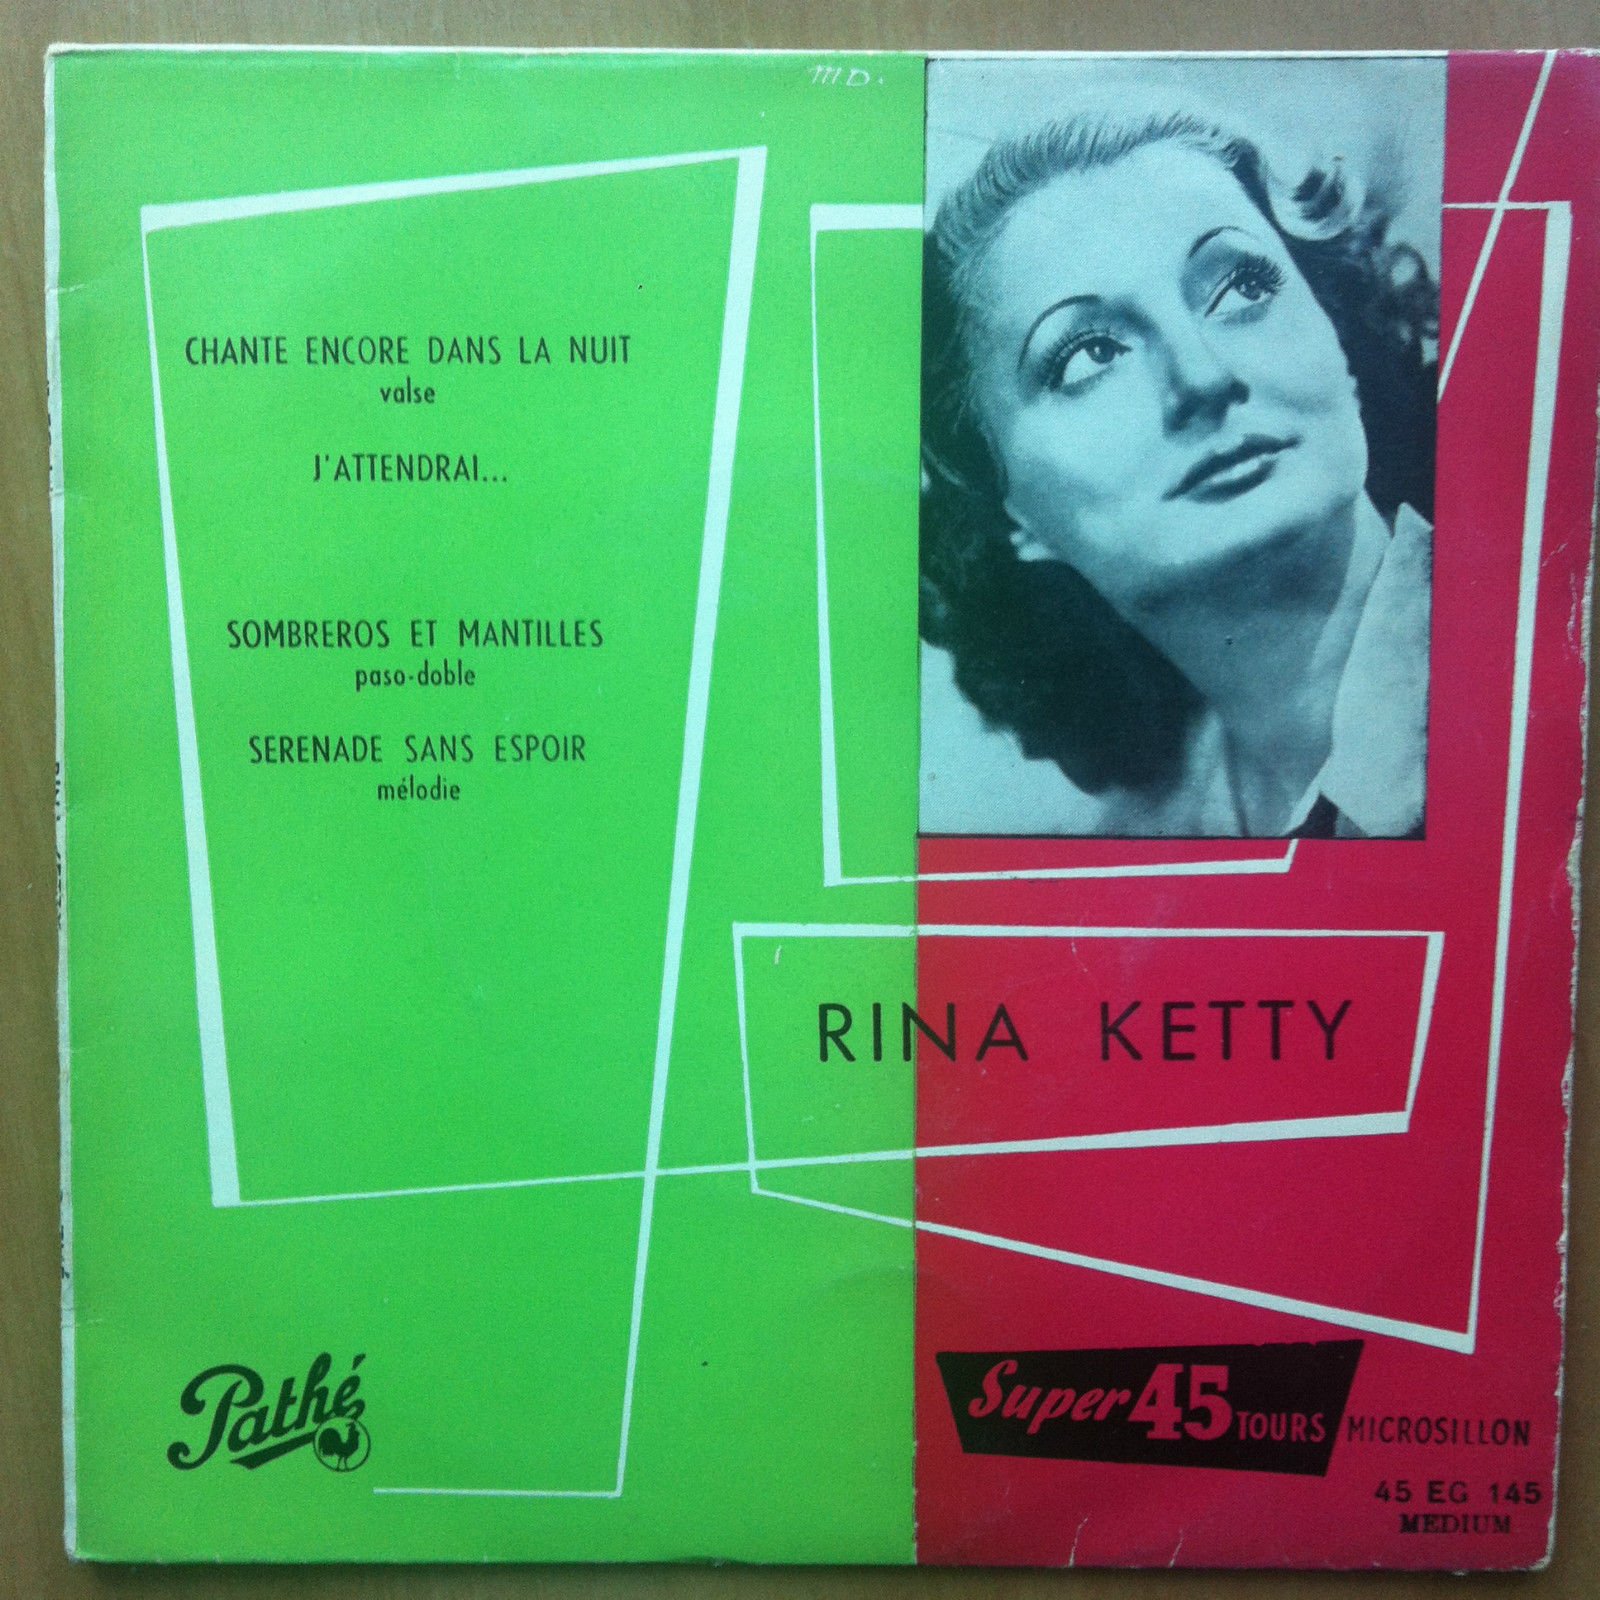 MD.
CHANTE ENCORE DANS LA NUIT
valse
J'ATTENDRAI...
SOMBREROS ET MANTILLES
paso-doble
SERENADE SANS ESPOIR
mélodie
RINA KETTY
Pathé
Super 45 TOURS MICROSILLON
45 EG 145
MEDIUM